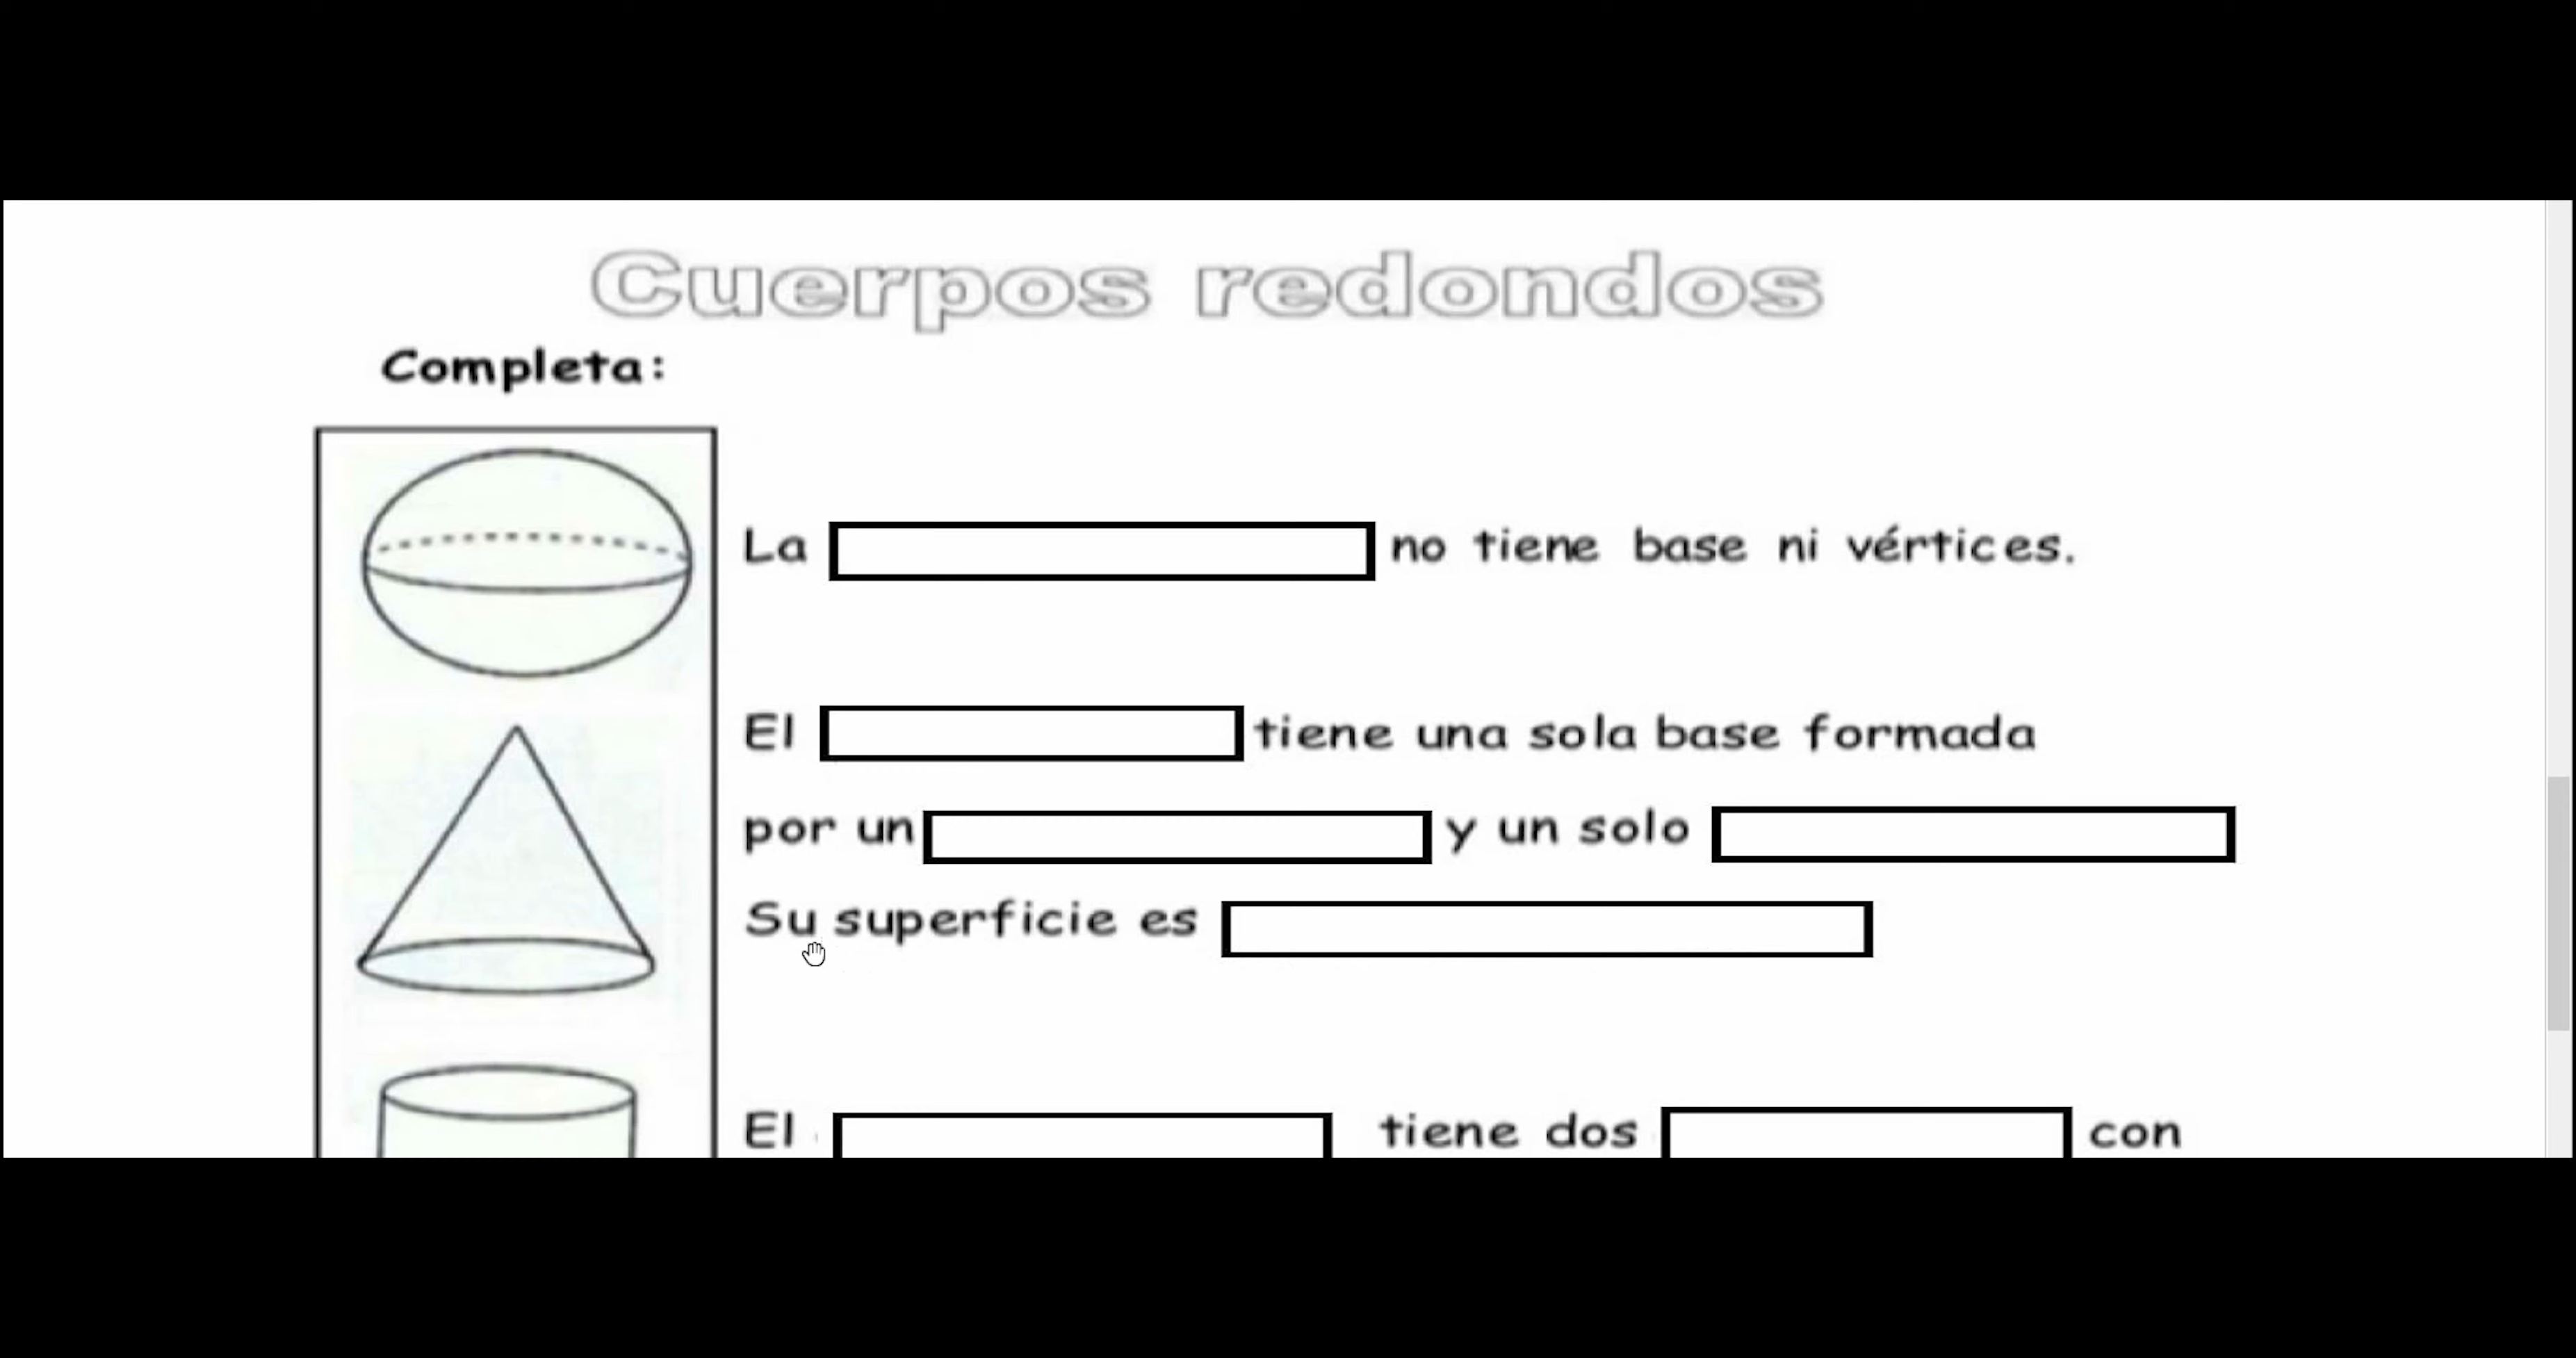 Cuerpos redondos
Completa:
La no tiene base ni vértices.
El tiene una sola base formada
por un y un solo
Su superficie es
El tiene dos con